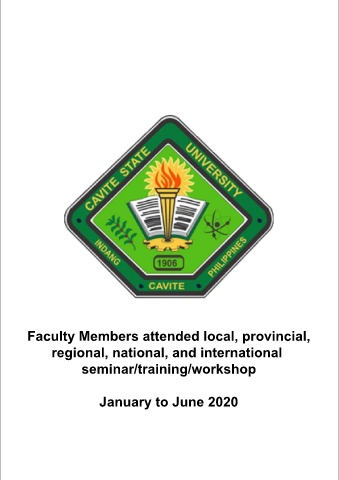 CAVITE STATE UNIVERSITY
INDANG
1906
PHILIPPINES
CAVITE
Faculty Members attended local, provincial,
regional, national, and international
seminar/training/workshop
January to June 2020